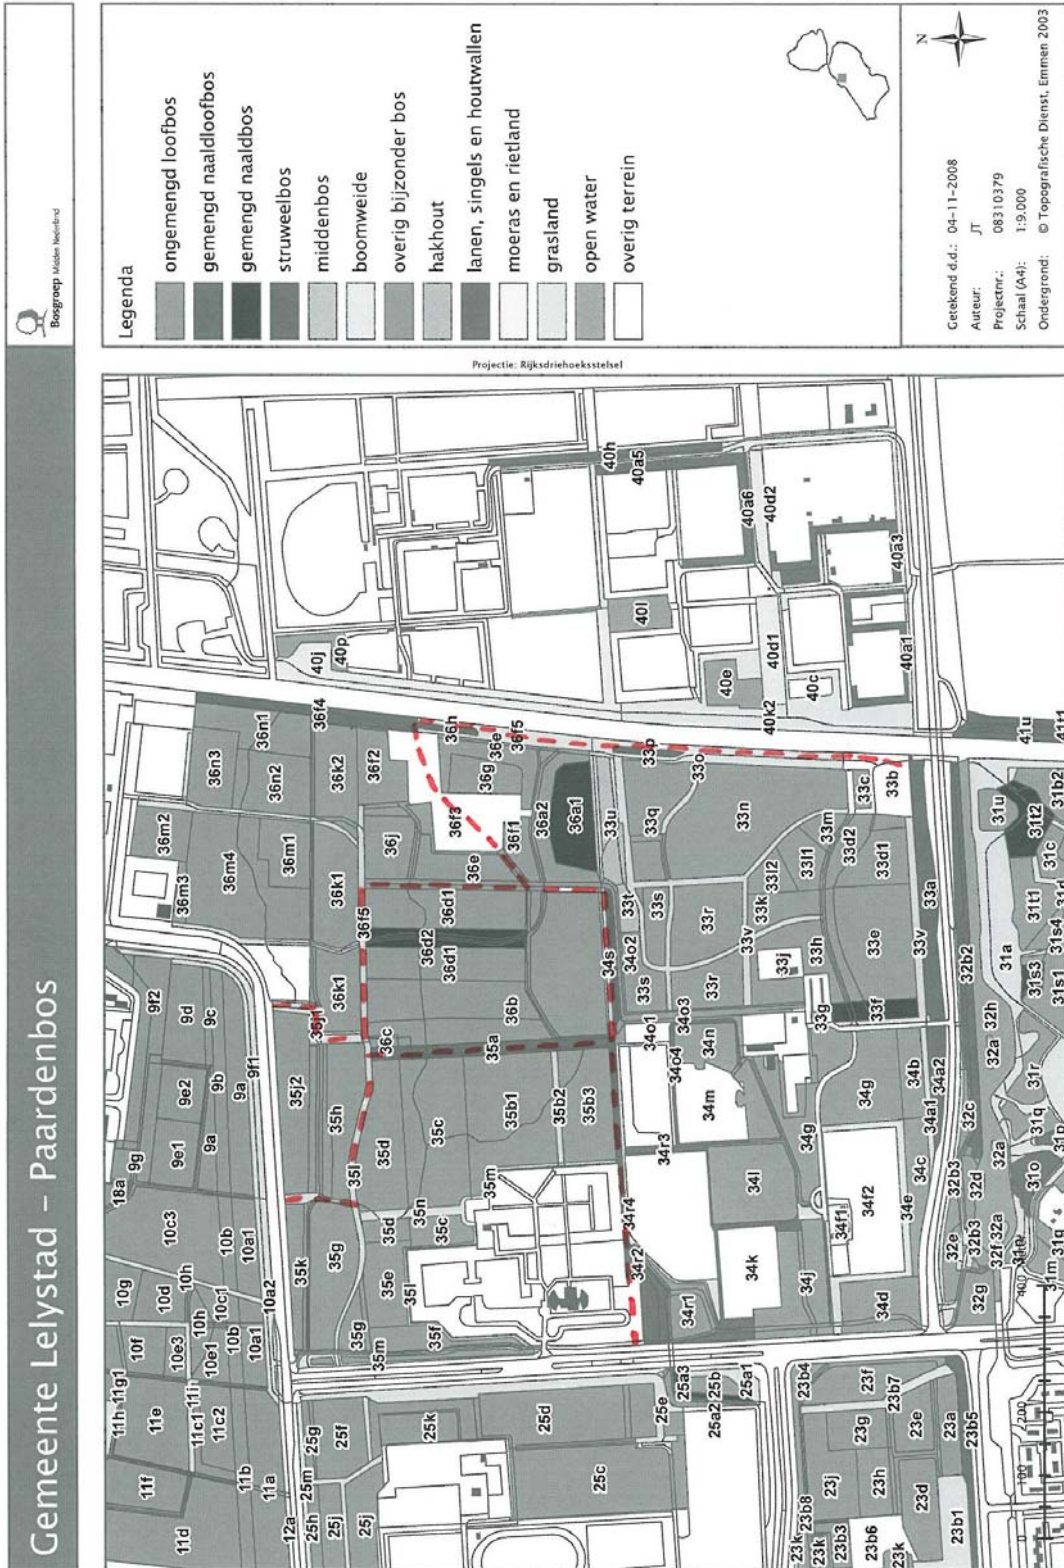 Gemeente Lelystad - Paardenbos
Bosgroep Midden Nederland
Legenda
ongemengd loofbos
gemengd naaldloofbos
gemengd naaldbos
struweelbos
middenbos
boomweide
overig bijzonder bos
hakhout
lanen, singels en houtwallen
moeras en rietland
grasland
open water
overig terrein
Projectie: Rijksdriehoeksstelsel
N
Getekend d.d.: 04-11-2008
Auteur: JT
Projectnr.: 08310379
Schaal (A4): 1:9.000
Ondergrond: © Topografische Dienst, Emmen 2003
11d
11f
11h
11g1
11e
11c1
11i
11c2
11b
11a
12a
10f
10g
10e3
10d
10h
10h
10e1
10c1
10b
10a1
10a2
10c3
10b
10a1
18a
9g
9e1
9e2
9a
9b
9a
9f1
9f2
9d
9c
36m3
36m2
36m4
36m1
36n3
36n2
36m1
36k1
36k1
36k2
36f4
36f5
36f2
36j
36f3
36h
36e
36f5
36g
36e
36f1
36d1
36d2
36d1
36b
36c
36a2
36a1
35j2
35j1
35h
35i
35d
35c
35a
35b1
35b2
35b3
35k
35g
35g
35m
35e
35d
35n
35c
35l
35f
35m
25g
25f
25m
25h
25j
25j
25k
25d
25c
25e
25a3
25b
25a2
25a1
34s
34o2
34o1
34o3
34o4
34n
34m
34r3
34r4
34r2
34r1
34l
34k
34j
34g
34g
34f1
34f2
34e
34d
34c
34b
34a1
34a2
33u
33t
33s
33s
33q
33p
33o
33n
33r
33r
33v
33k
33l2
33l1
33m
33d2
33d1
33c
33b
33j
33h
33g
33f
33e
33v
33a
40j
40p
40h
40a5
40a6
40d2
40a3
40l
40e
40d1
40k2
40c
40a1
41u
32b2
32h
32a
32c
32a
32b3
32d
32e
32b3
32f
32a
32g
31u
31t2
31b2
31c
31t1
31a
31s3
31r
31q
31o
31m
23b4
23f
23b7
23g
23e
23a
23b5
23j
23h
23d
23b1
23b8
23k
23k
23b3
23b6
23k
100
200
400